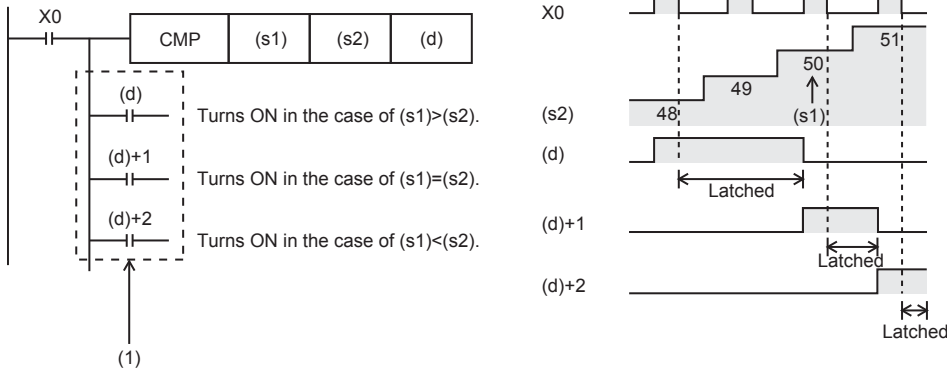 X0
CMP (s1) (s2) (d)
(d)
Turns ON in the case of (s1)>(s2).
(d)+1
Turns ON in the case of (s1)=(s2).
(d)+2
Turns ON in the case of (s1)<(s2).
(1)
X0
51
50
49
(s2)
48
(s1)
(d)
Latched
(d)+1
Latched
(d)+2
Latched